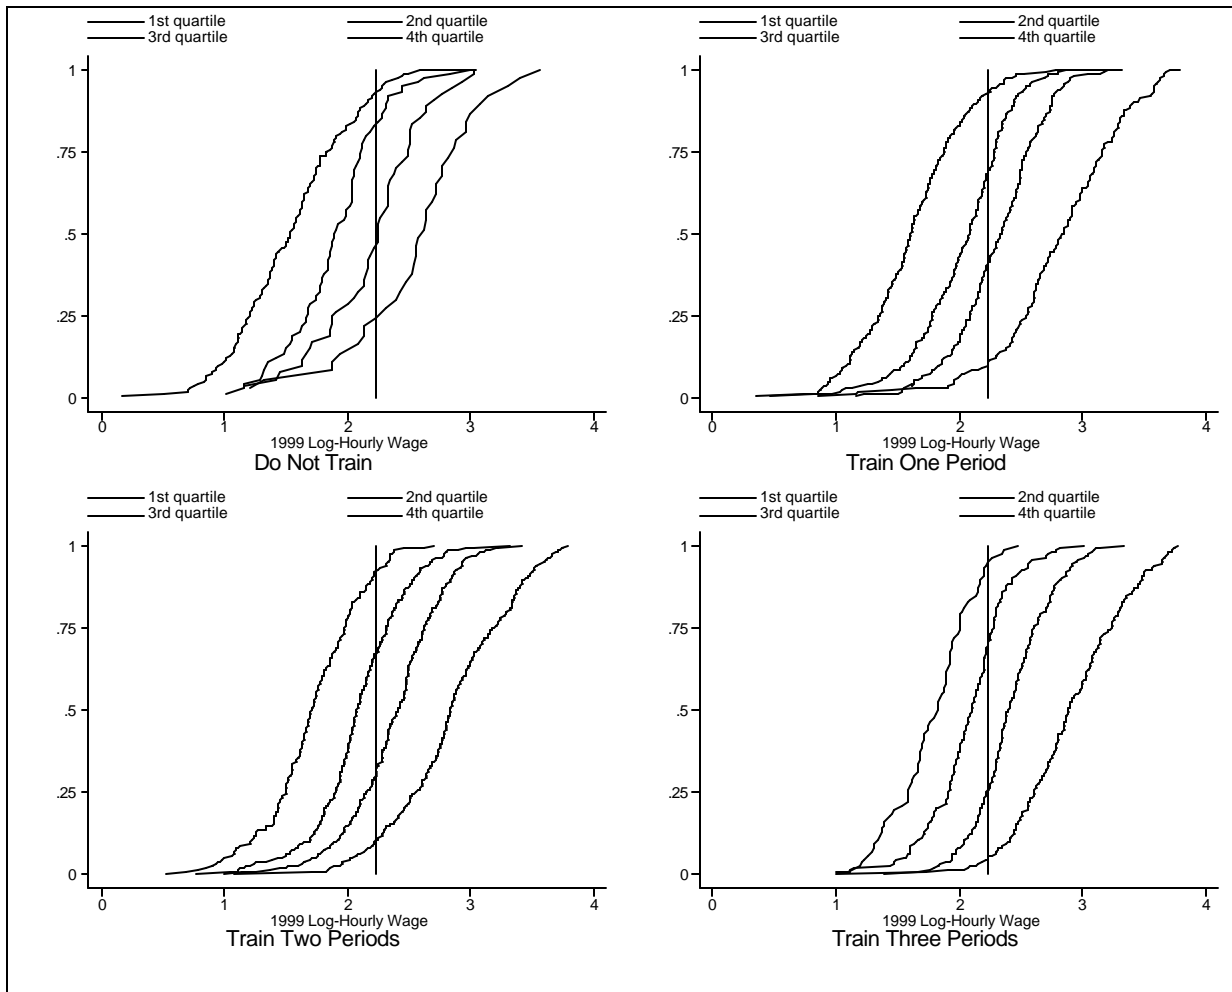 1st quartile 2nd quartile
3rd quartile 4th quartile
1
.75
.5
.25
0
0 1 2 3 4
1999 Log-Hourly Wage
Do Not Train
1st quartile 2nd quartile
3rd quartile 4th quartile
1
.75
.5
.25
0
0 1 2 3 4
1999 Log-Hourly Wage
Train One Period
1st quartile 2nd quartile
3rd quartile 4th quartile
1
.75
.5
.25
0
0 1 2 3 4
1999 Log-Hourly Wage
Train Two Periods
1st quartile 2nd quartile
3rd quartile 4th quartile
1
.75
.5
.25
0
0 1 2 3 4
1999 Log-Hourly Wage
Train Three Periods